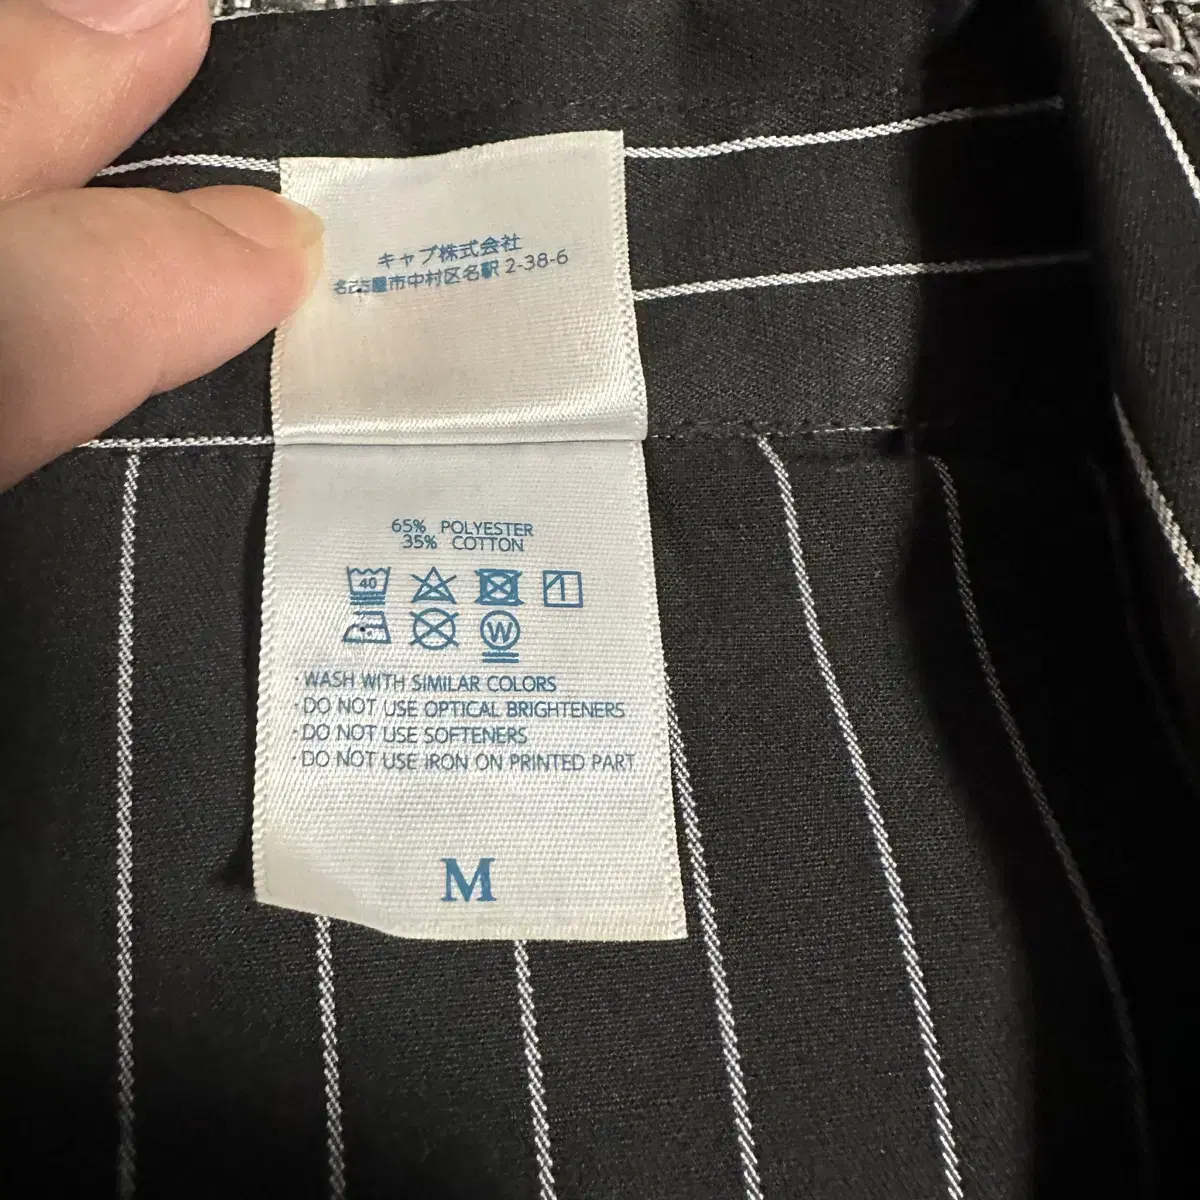 キャブ株式会社
名古屋市中村区名駅 2-38-6
65% POLYESTER
35% COTTON
40
1
W
·WASH WITH SIMILAR COLORS
·DO NOT USE OPTICAL BRIGHTENERS
·DO NOT USE SOFTENERS
·DO NOT USE IRON ON PRINTED PART
M